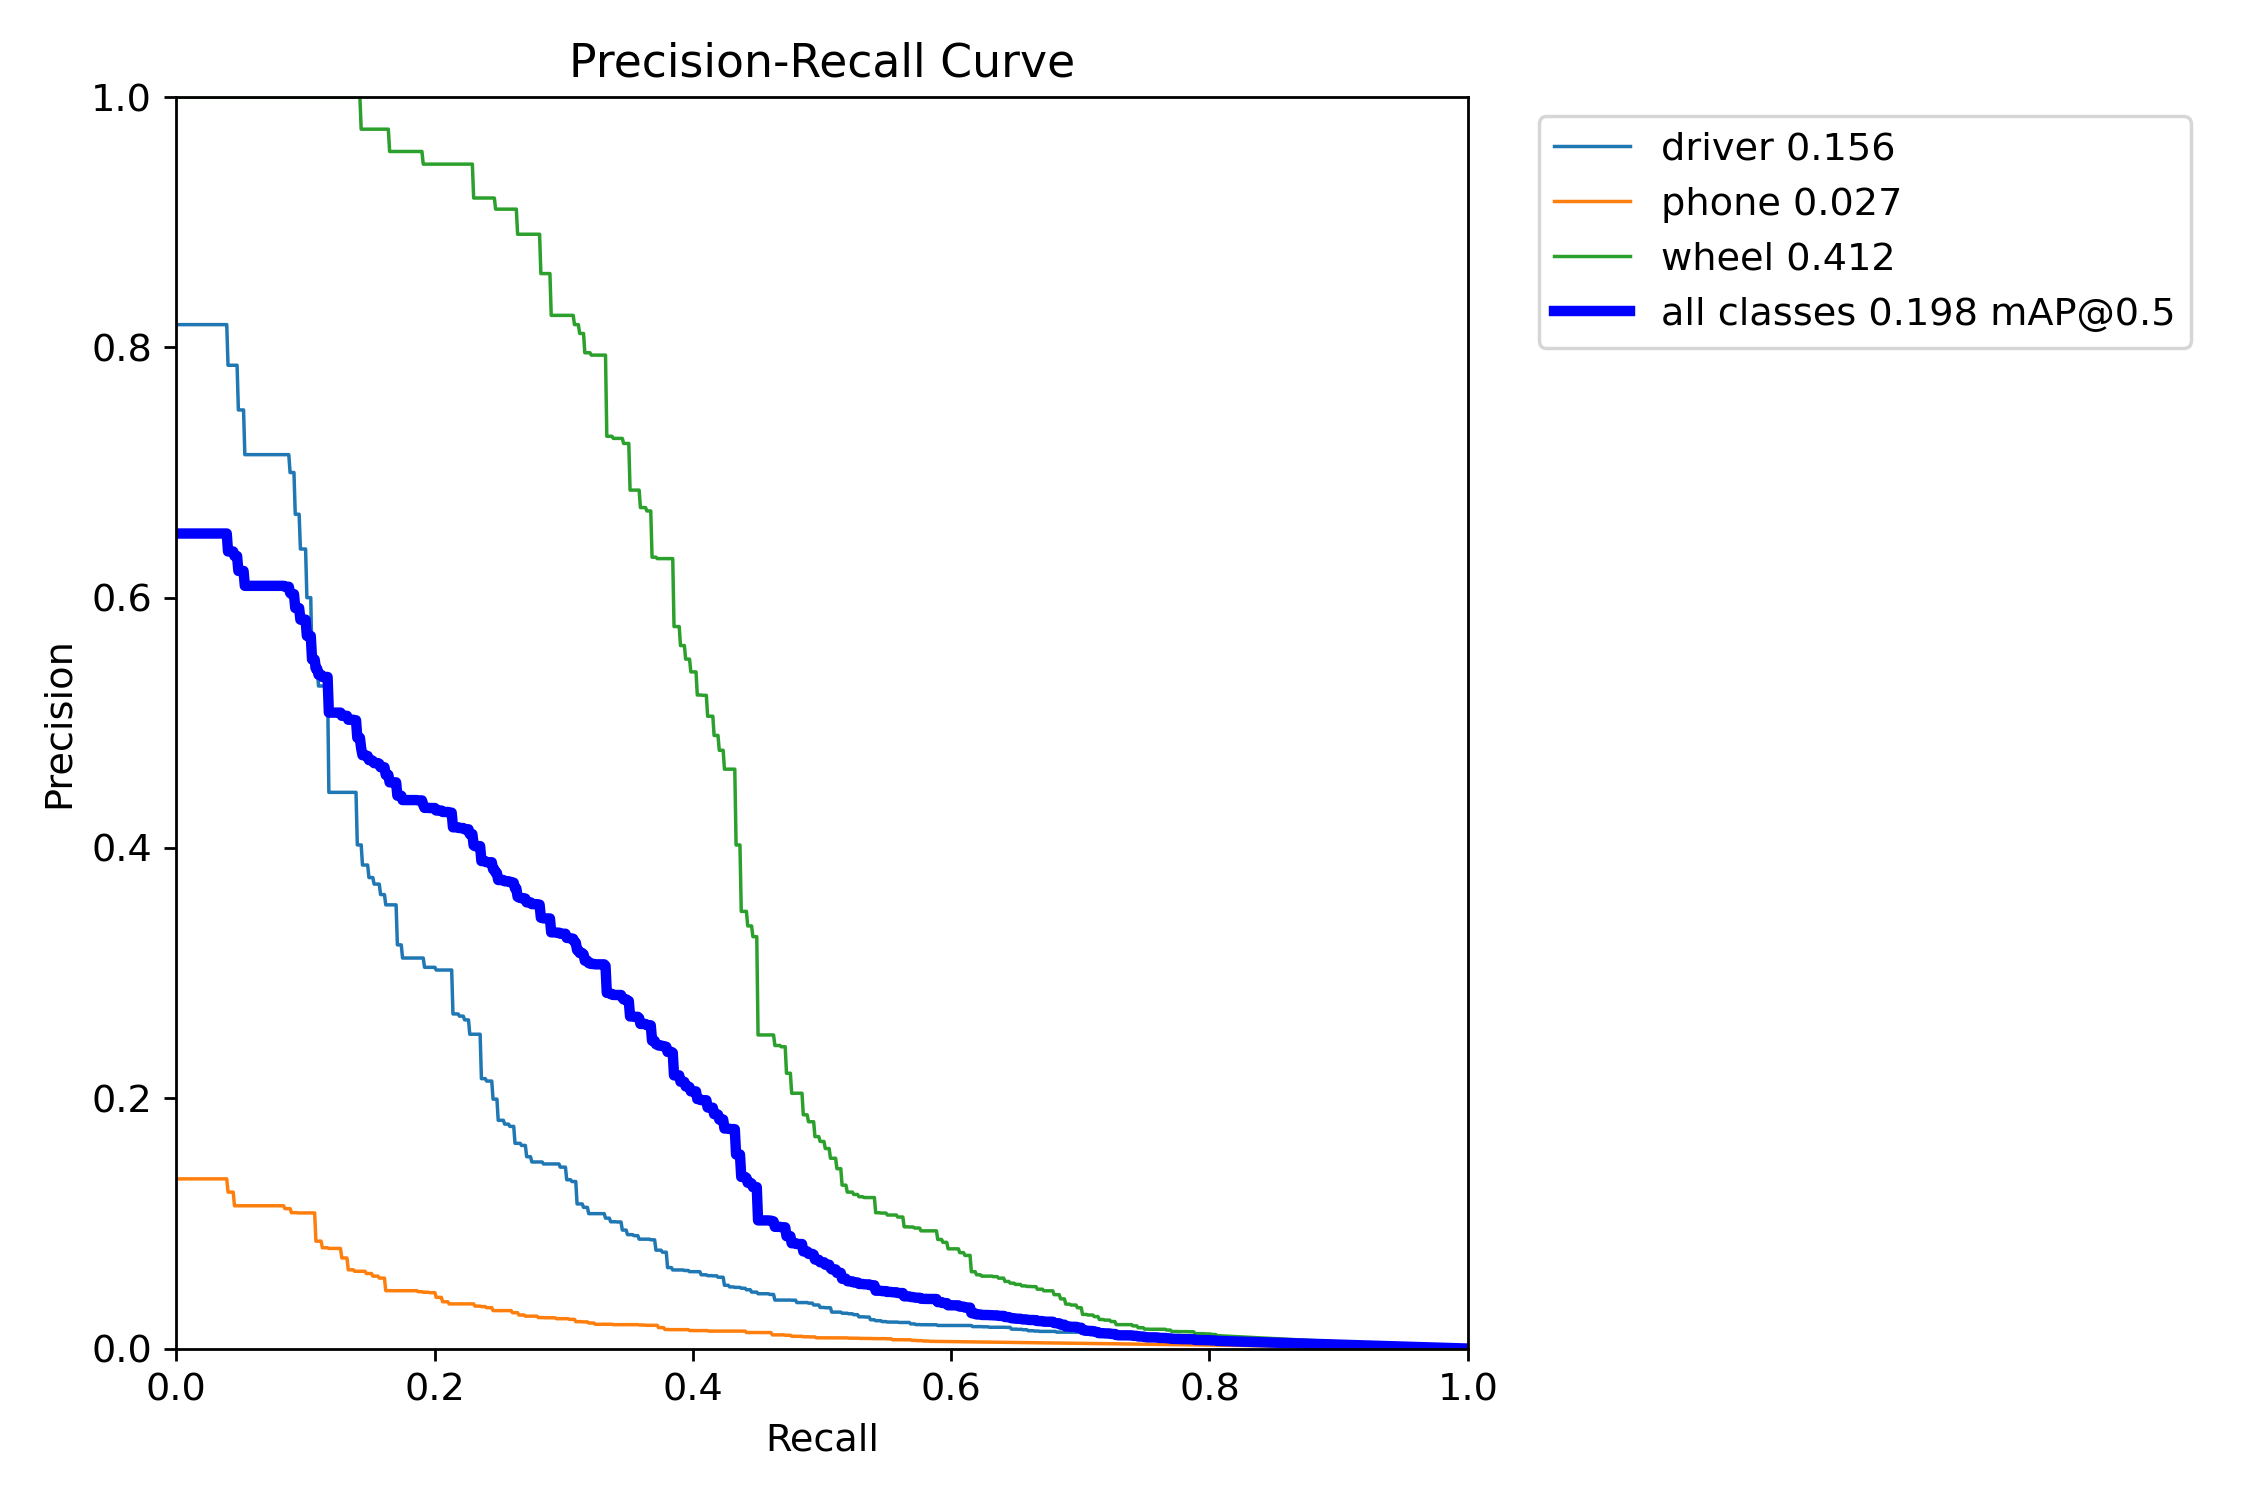 Precision-Recall Curve
1.0
0.8
0.6
0.4
0.2
0.0
Precision
0.0 0.2 0.4 0.6 0.8 1.0
Recall
driver 0.156
phone 0.027
wheel 0.412
all classes 0.198 mAP@0.5